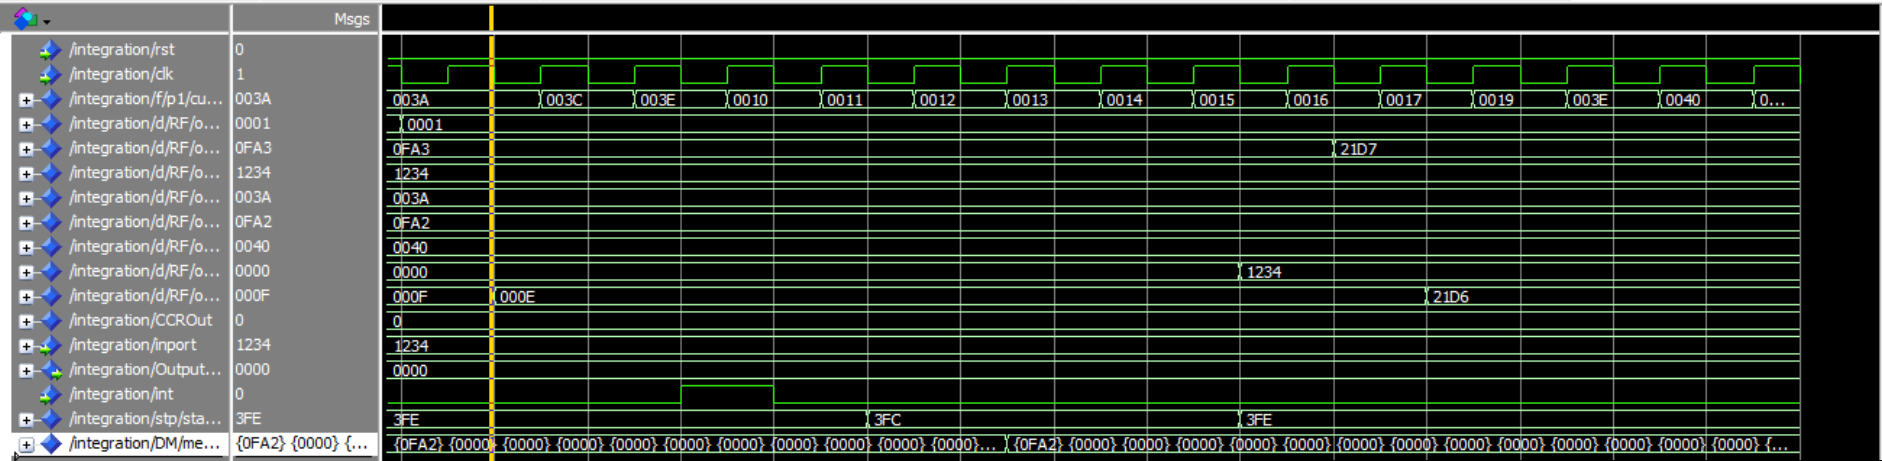 Msgs
/integration/rst 0
/integration/clk 1
/integration/f/p1/cu... 003A 003A 003C 003E 0010 0011 0012 0013 0014 0015 0016 0017 0019 003E 0040 0...
/integration/d/RF/o... 0001 0001
/integration/d/RF/o... 0FA3 0FA3 21D7
/integration/d/RF/o... 1234 1234
/integration/d/RF/o... 003A 003A
/integration/d/RF/o... 0FA2 0FA2
/integration/d/RF/o... 0040 0040
/integration/d/RF/o... 0000 0000 1234
/integration/d/RF/o... 000F 000F 000E 21D6
/integration/CCROut 0 0
/integration/inport 1234 1234
/integration/Output... 0000 0000
/integration/int 0
/integration/stp/sta... 3FE 3FE 3FC 3FE
/integration/DM/me... {0FA2} {0000} {... {0FA2} {0000} {0000} {0000} {0000} {0000} {0000} {0000} {0000} {0000} {0000}... {0FA2} {0000} {0000} {0000} {0000} {0000} {0000} {0000} {0000} {0000} {0000} {0000} {0000} {...